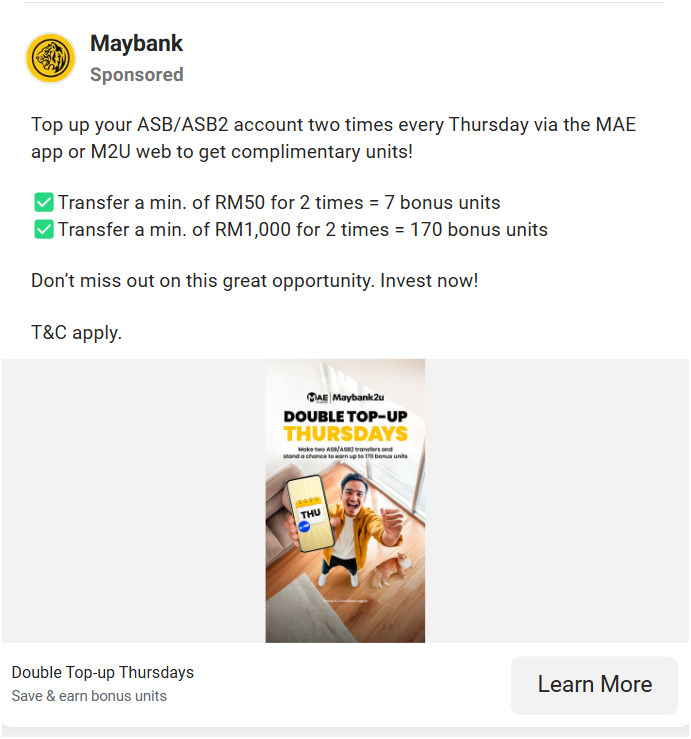 Maybank
Sponsored
Top up your ASB/ASB2 account two times every Thursday via the MAE
app or M2U web to get complimentary units!
✅ Transfer a min. of RM50 for 2 times = 7 bonus units
✅ Transfer a min. of RM1,000 for 2 times = 170 bonus units
Don’t miss out on this great opportunity. Invest now!
T&C apply.
MAE | Maybank2u
DOUBLE TOP-UP
THURSDAYS
Make two ASB/ASB2 transfers and
stand a chance to earn up to 170 bonus units
THU
Double Top-up Thursdays
Save & earn bonus units
Learn More